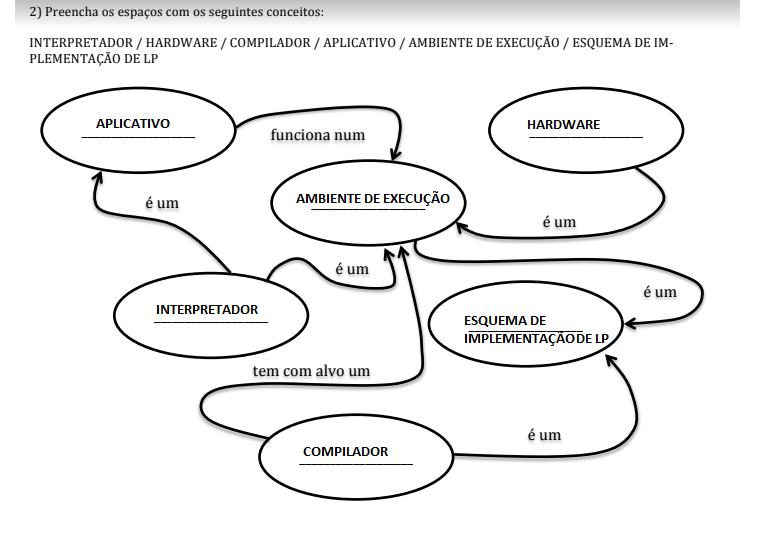 2) Preencha os espaços com os seguintes conceitos:
INTERPRETADOR / HARDWARE / COMPILADOR / APLICATIVO / AMBIENTE DE EXECUÇÃO / ESQUEMA DE IM-
PLEMENTAÇÃO DE LP
APLICATIVO
HARDWARE
funciona num
AMBIENTE DE EXECUÇÃO
é um
é um
é um
é um
INTERPRETADOR
ESQUEMA DE
IMPLEMENTAÇÃO DE LP
tem com alvo um
é um
COMPILADOR